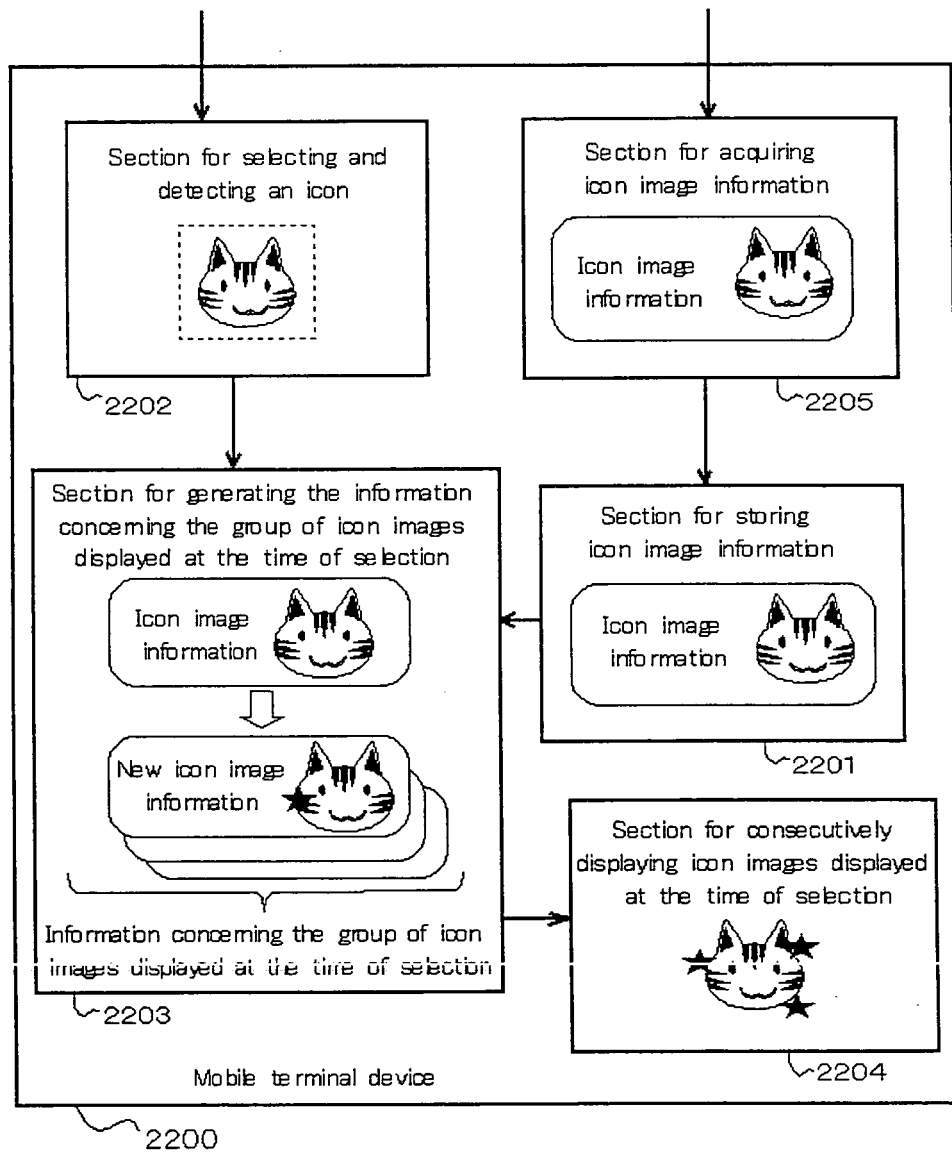 Section for selecting and
detecting an icon
2202
Section for acquiring
icon image information
Icon image
information
2205
Section for generating the information
concerning the group of icon images
displayed at the time of selection
Icon image
information
New icon image
information
Information concerning the group of icon
images displayed at the time of selection
2203
Section for storing
icon image information
Icon image
information
2201
Section for consecutively
displaying icon images displayed
at the time of selection
2204
Mobile terminal device
2200